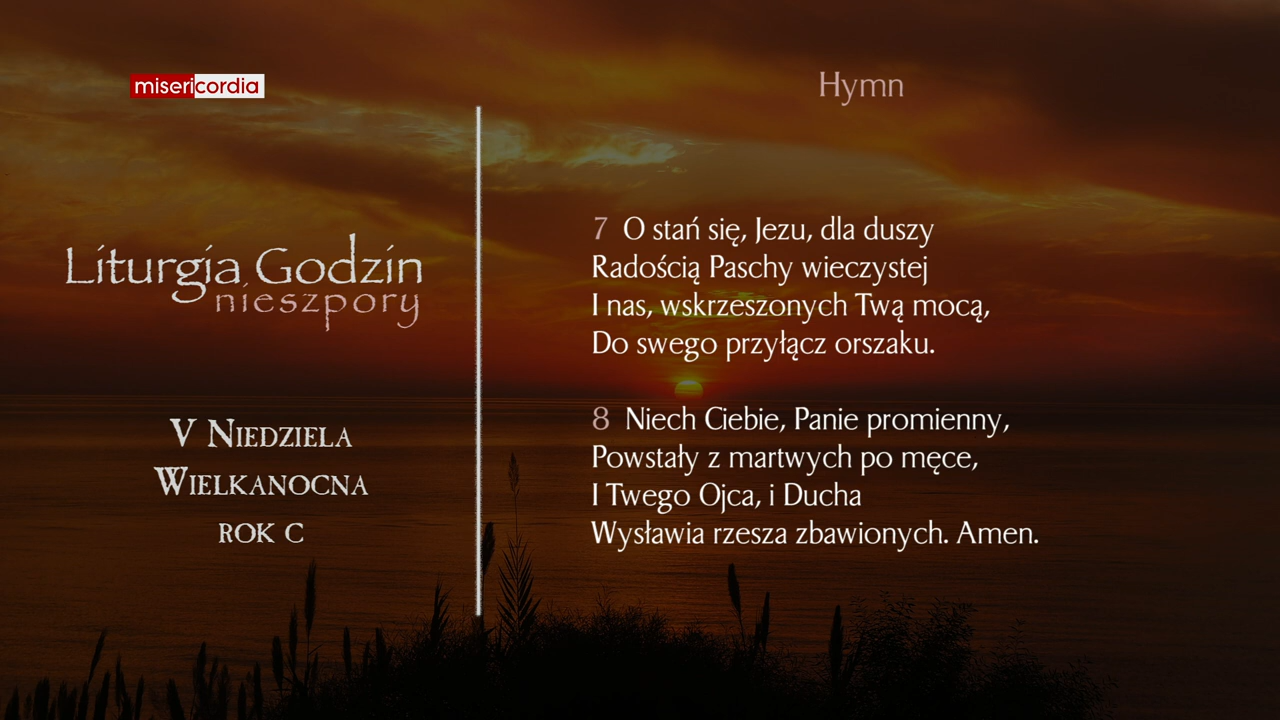 misericordia
Liturgia Godzin
nieszpory
V Niedziela
Wielkanocna
rok C
Hymn
7 O stań się, Jezu, dla duszy
Radością Paschy wieczystej
I nas, wskrzeszonych Twą mocą,
Do swego przyłącz orszaku.
8 Niech Ciebie, Panie promienny,
Powstały z martwych po męce,
I Twego Ojca, i Ducha
Wysławia rzesza zbawionych. Amen.